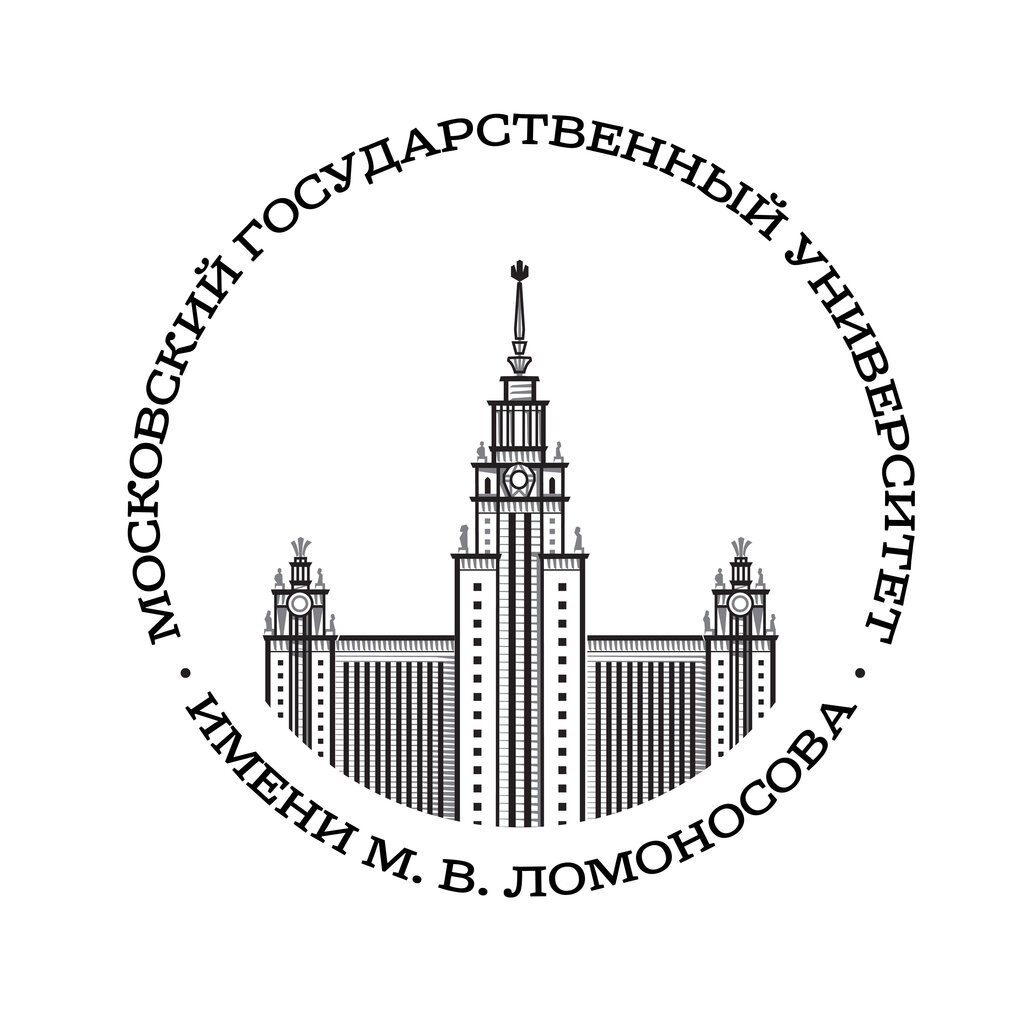 МОСКОВСКИЙ ГОСУДАРСТВЕННЫЙ УНИВЕРСИТЕТ
• ИМЕНИ М. В. ЛОМОНОСОВА •